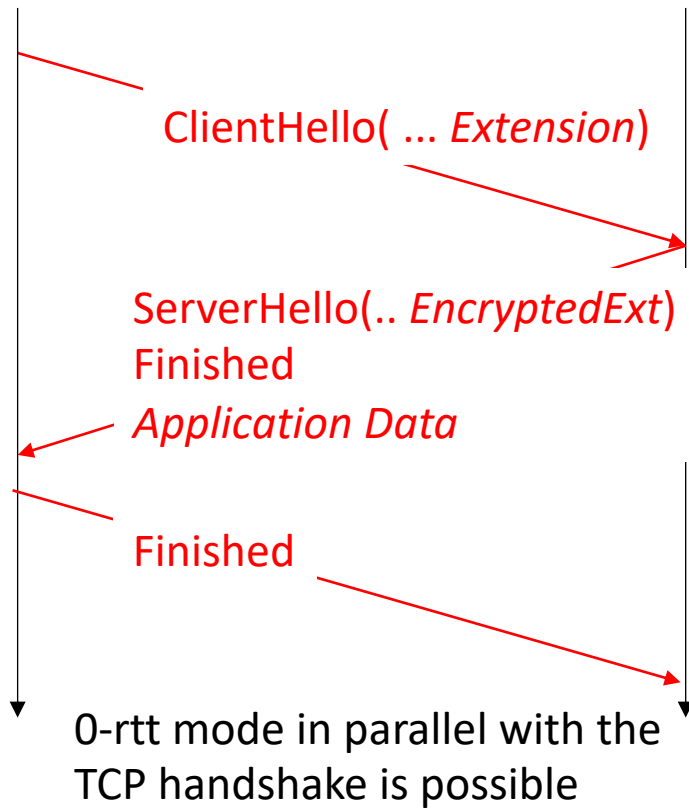 ClientHello( ... Extension)
ServerHello(.. EncryptedExt)
Finished
Application Data
Finished
0-rtt mode in parallel with the
TCP handshake is possible